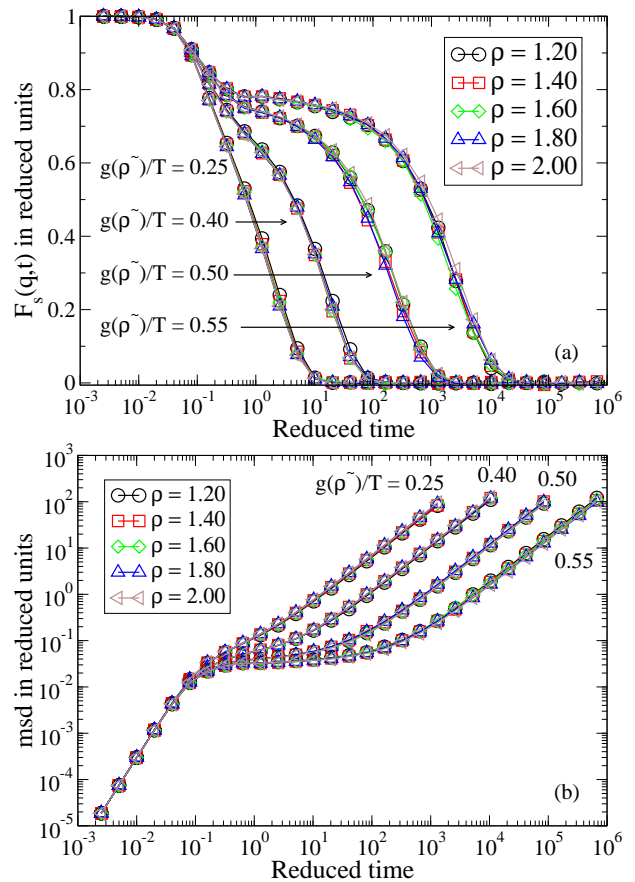 1
0.8
0.6
0.4
0.2
0
F_s(q,t) in reduced units
ρ = 1.20
ρ = 1.40
ρ = 1.60
ρ = 1.80
ρ = 2.00
g(ρ~)/T = 0.25
g(ρ~)/T = 0.40
g(ρ~)/T = 0.50
g(ρ~)/T = 0.55
(a)
10^-3 10^-2 10^-1 10^0 10^1 10^2 10^3 10^4 10^5 10^6
Reduced time
10^3
10^2
10^1
10^0
10^-1
10^-2
10^-3
10^-4
10^-5
msd in reduced units
ρ = 1.20
ρ = 1.40
ρ = 1.60
ρ = 1.80
ρ = 2.00
g(ρ~)/T = 0.25
0.40
0.50
0.55
(b)
10^-3 10^-2 10^-1 10^0 10^1 10^2 10^3 10^4 10^5 10^6
Reduced time